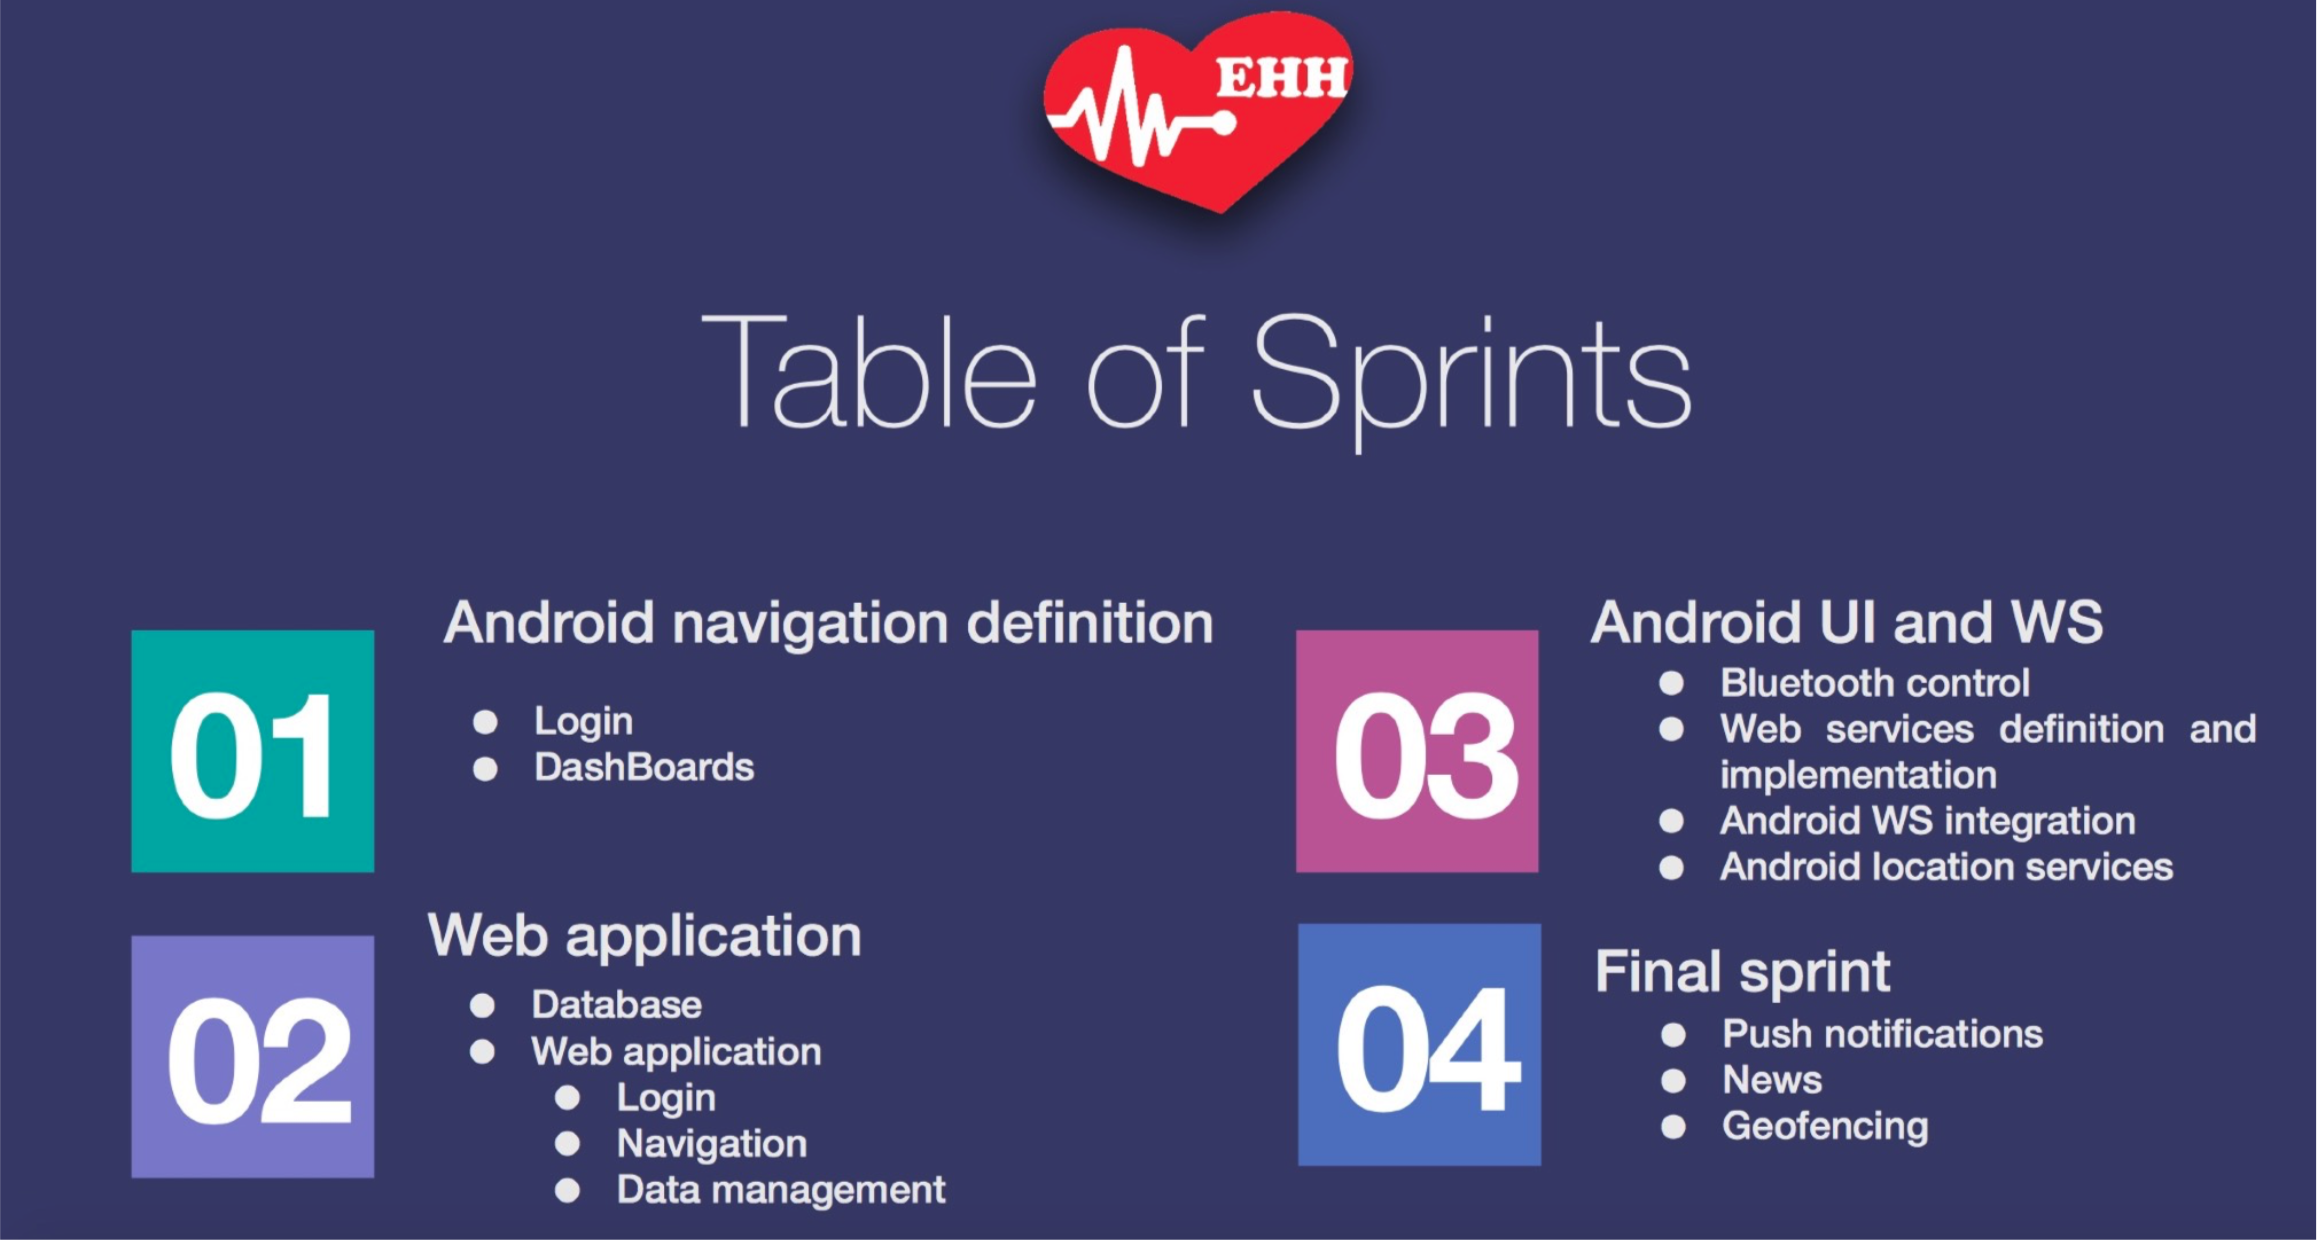 EHH
Table of Sprints
01
Android navigation definition
● Login
● DashBoards
02
Web application
● Database
● Web application
● Login
● Navigation
● Data management
03
Android UI and WS
● Bluetooth control
● Web services definition and
implementation
● Android WS integration
● Android location services
04
Final sprint
● Push notifications
● News
● Geofencing